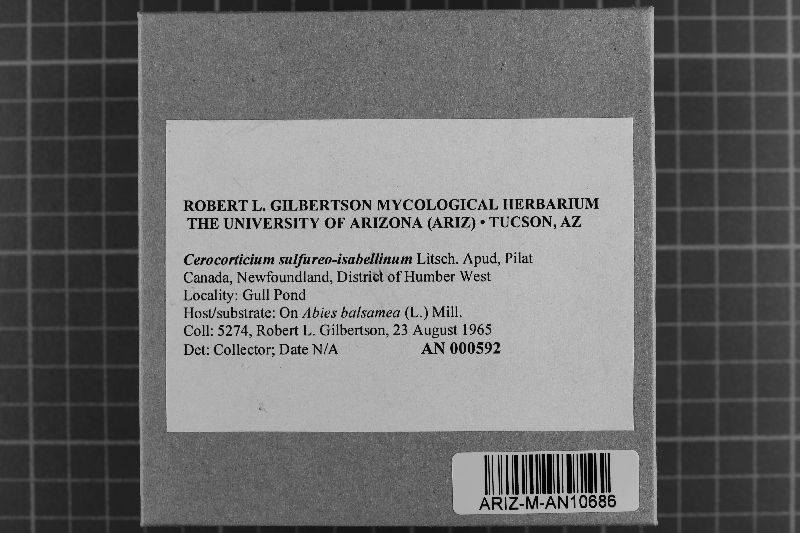 ROBERT L. GILBERTSON MYCOLOGICAL HERBARIUM
THE UNIVERSITY OF ARIZONA (ARIZ) • TUCSON, AZ
Cerocorticium sulfureo-isabellinum Litsch. Apud, Pilat
Canada, Newfoundland, District of Humber West
Locality: Gull Pond
Host/substrate: On Abies balsamea (L.) Mill.
Coll: 5274, Robert L. Gilbertson, 23 August 1965
Det: Collector; Date N/A AN 000592
ARIZ-M-AN10686